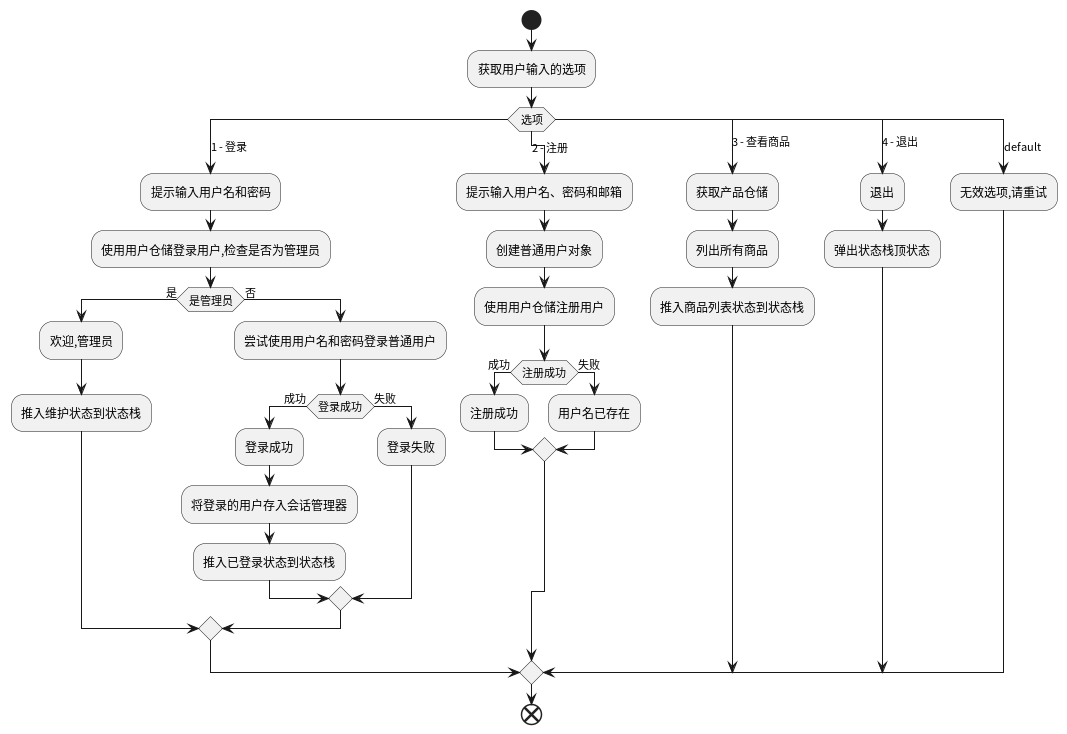 获取用户输入的选项
选项
1 - 登录
2 - 注册
3 - 查看商品
4 - 退出
default
提示输入用户名和密码
提示输入用户名、密码和邮箱
获取产品仓储
退出
无效选项,请重试
使用用户仓储登录用户,检查是否为管理员
创建普通用户对象
列出所有商品
弹出状态栈顶状态
是
是管理员
否
使用用户仓储注册用户
推入商品列表状态到状态栈
欢迎,管理员
尝试使用用户名和密码登录普通用户
成功
注册成功
失败
推入维护状态到状态栈
成功
登录成功
失败
注册成功
用户名已存在
登录成功
登录失败
将登录的用户存入会话管理器
推入已登录状态到状态栈